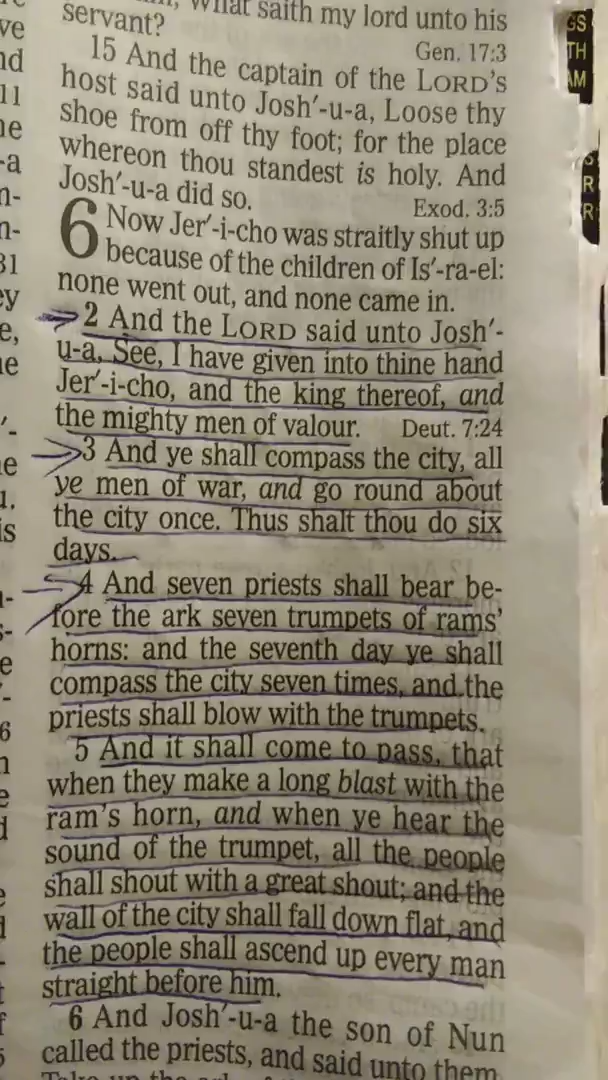 What saith my lord unto his
servant?
Gen. 17:3
15 And the captain of the LORD'S
host said unto Josh'-u-a, Loose thy
shoe from off thy foot; for the place
whereon thou standest is holy. And
Josh'-u-a did so. Exod. 3:5
6 Now Jer'-i-cho was straitly shut up
because of the children of Is'-ra-el:
none went out, and none came in.
2 And the LORD said unto Josh'-
u-a, See, I have given into thine hand
Jer'-i-cho, and the king thereof, and
the mighty men of valour. Deut. 7:24
3 And ye shall compass the city, all
ye men of war, and go round about
the city once. Thus shalt thou do six
days.
4 And seven priests shall bear be-
fore the ark seven trumpets of rams'
horns: and the seventh day ye shall
compass the city seven times, and the
priests shall blow with the trumpets.
5 And it shall come to pass, that
when they make a long blast with the
ram's horn, and when ye hear the
sound of the trumpet, all the people
shall shout with a great shout; and the
wall of the city shall fall down flat, and
the people shall ascend up every man
straight before him.
6 And Josh'-u-a the son of Nun
called the priests, and said unto them,